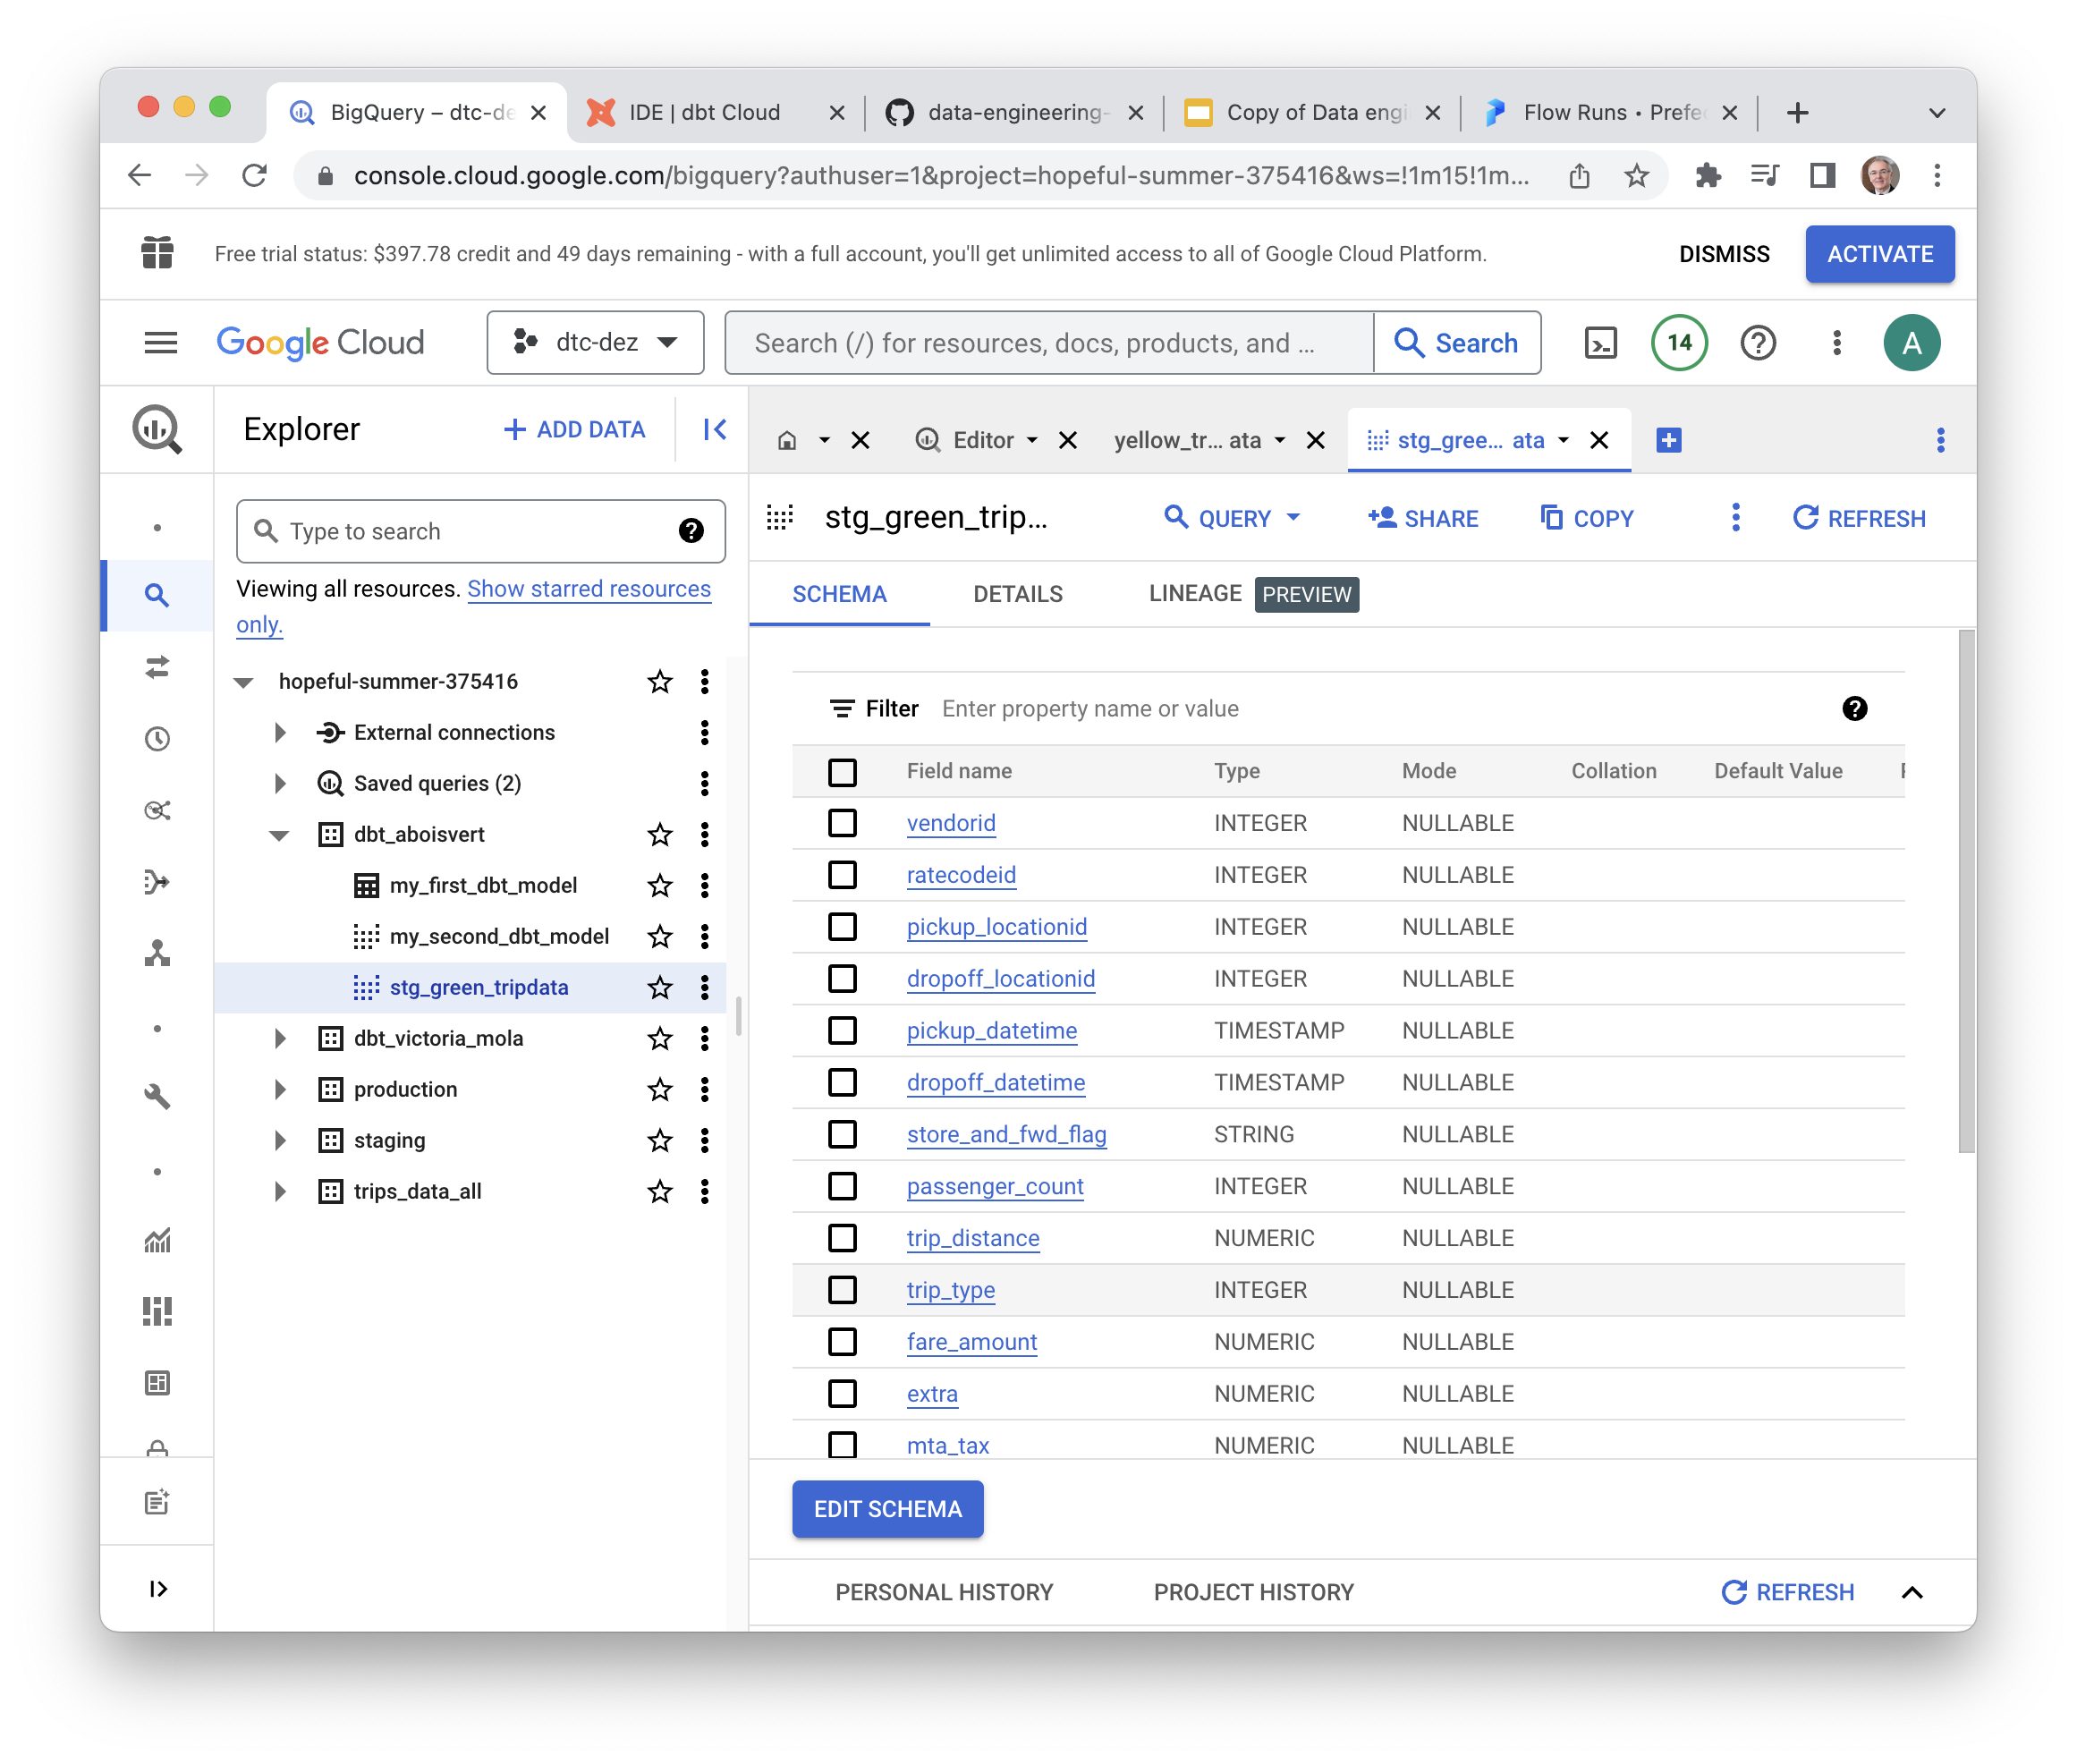 BigQuery – dtc-de
IDE | dbt Cloud
data-engineering-
Copy of Data engi
Flow Runs • Prefec
console.cloud.google.com/bigquery?authuser=1&project=hopeful-summer-375416&ws=!1m15!1m...
Free trial status: $397.78 credit and 49 days remaining - with a full account, you'll get unlimited access to all of Google Cloud Platform.
DISMISS
ACTIVATE
Google Cloud
dtc-dez
Search (/) for resources, docs, products, and ...
Search
14
A
Explorer
+ ADD DATA
Editor
yellow_tr... ata
stg_gree... ata
Type to search
Viewing all resources. Show starred resources
only.
hopeful-summer-375416
External connections
Saved queries (2)
dbt_aboisvert
my_first_dbt_model
my_second_dbt_model
stg_green_tripdata
dbt_victoria_mola
production
staging
trips_data_all
stg_green_trip...
QUERY
SHARE
COPY
REFRESH
SCHEMA
DETAILS
LINEAGE
PREVIEW
Filter Enter property name or value
Field name Type Mode Collation Default Value
vendorid INTEGER NULLABLE
ratecodeid INTEGER NULLABLE
pickup_locationid INTEGER NULLABLE
dropoff_locationid INTEGER NULLABLE
pickup_datetime TIMESTAMP NULLABLE
dropoff_datetime TIMESTAMP NULLABLE
store_and_fwd_flag STRING NULLABLE
passenger_count INTEGER NULLABLE
trip_distance NUMERIC NULLABLE
trip_type INTEGER NULLABLE
fare_amount NUMERIC NULLABLE
extra NUMERIC NULLABLE
mta_tax NUMERIC NULLABLE
EDIT SCHEMA
PERSONAL HISTORY
PROJECT HISTORY
REFRESH